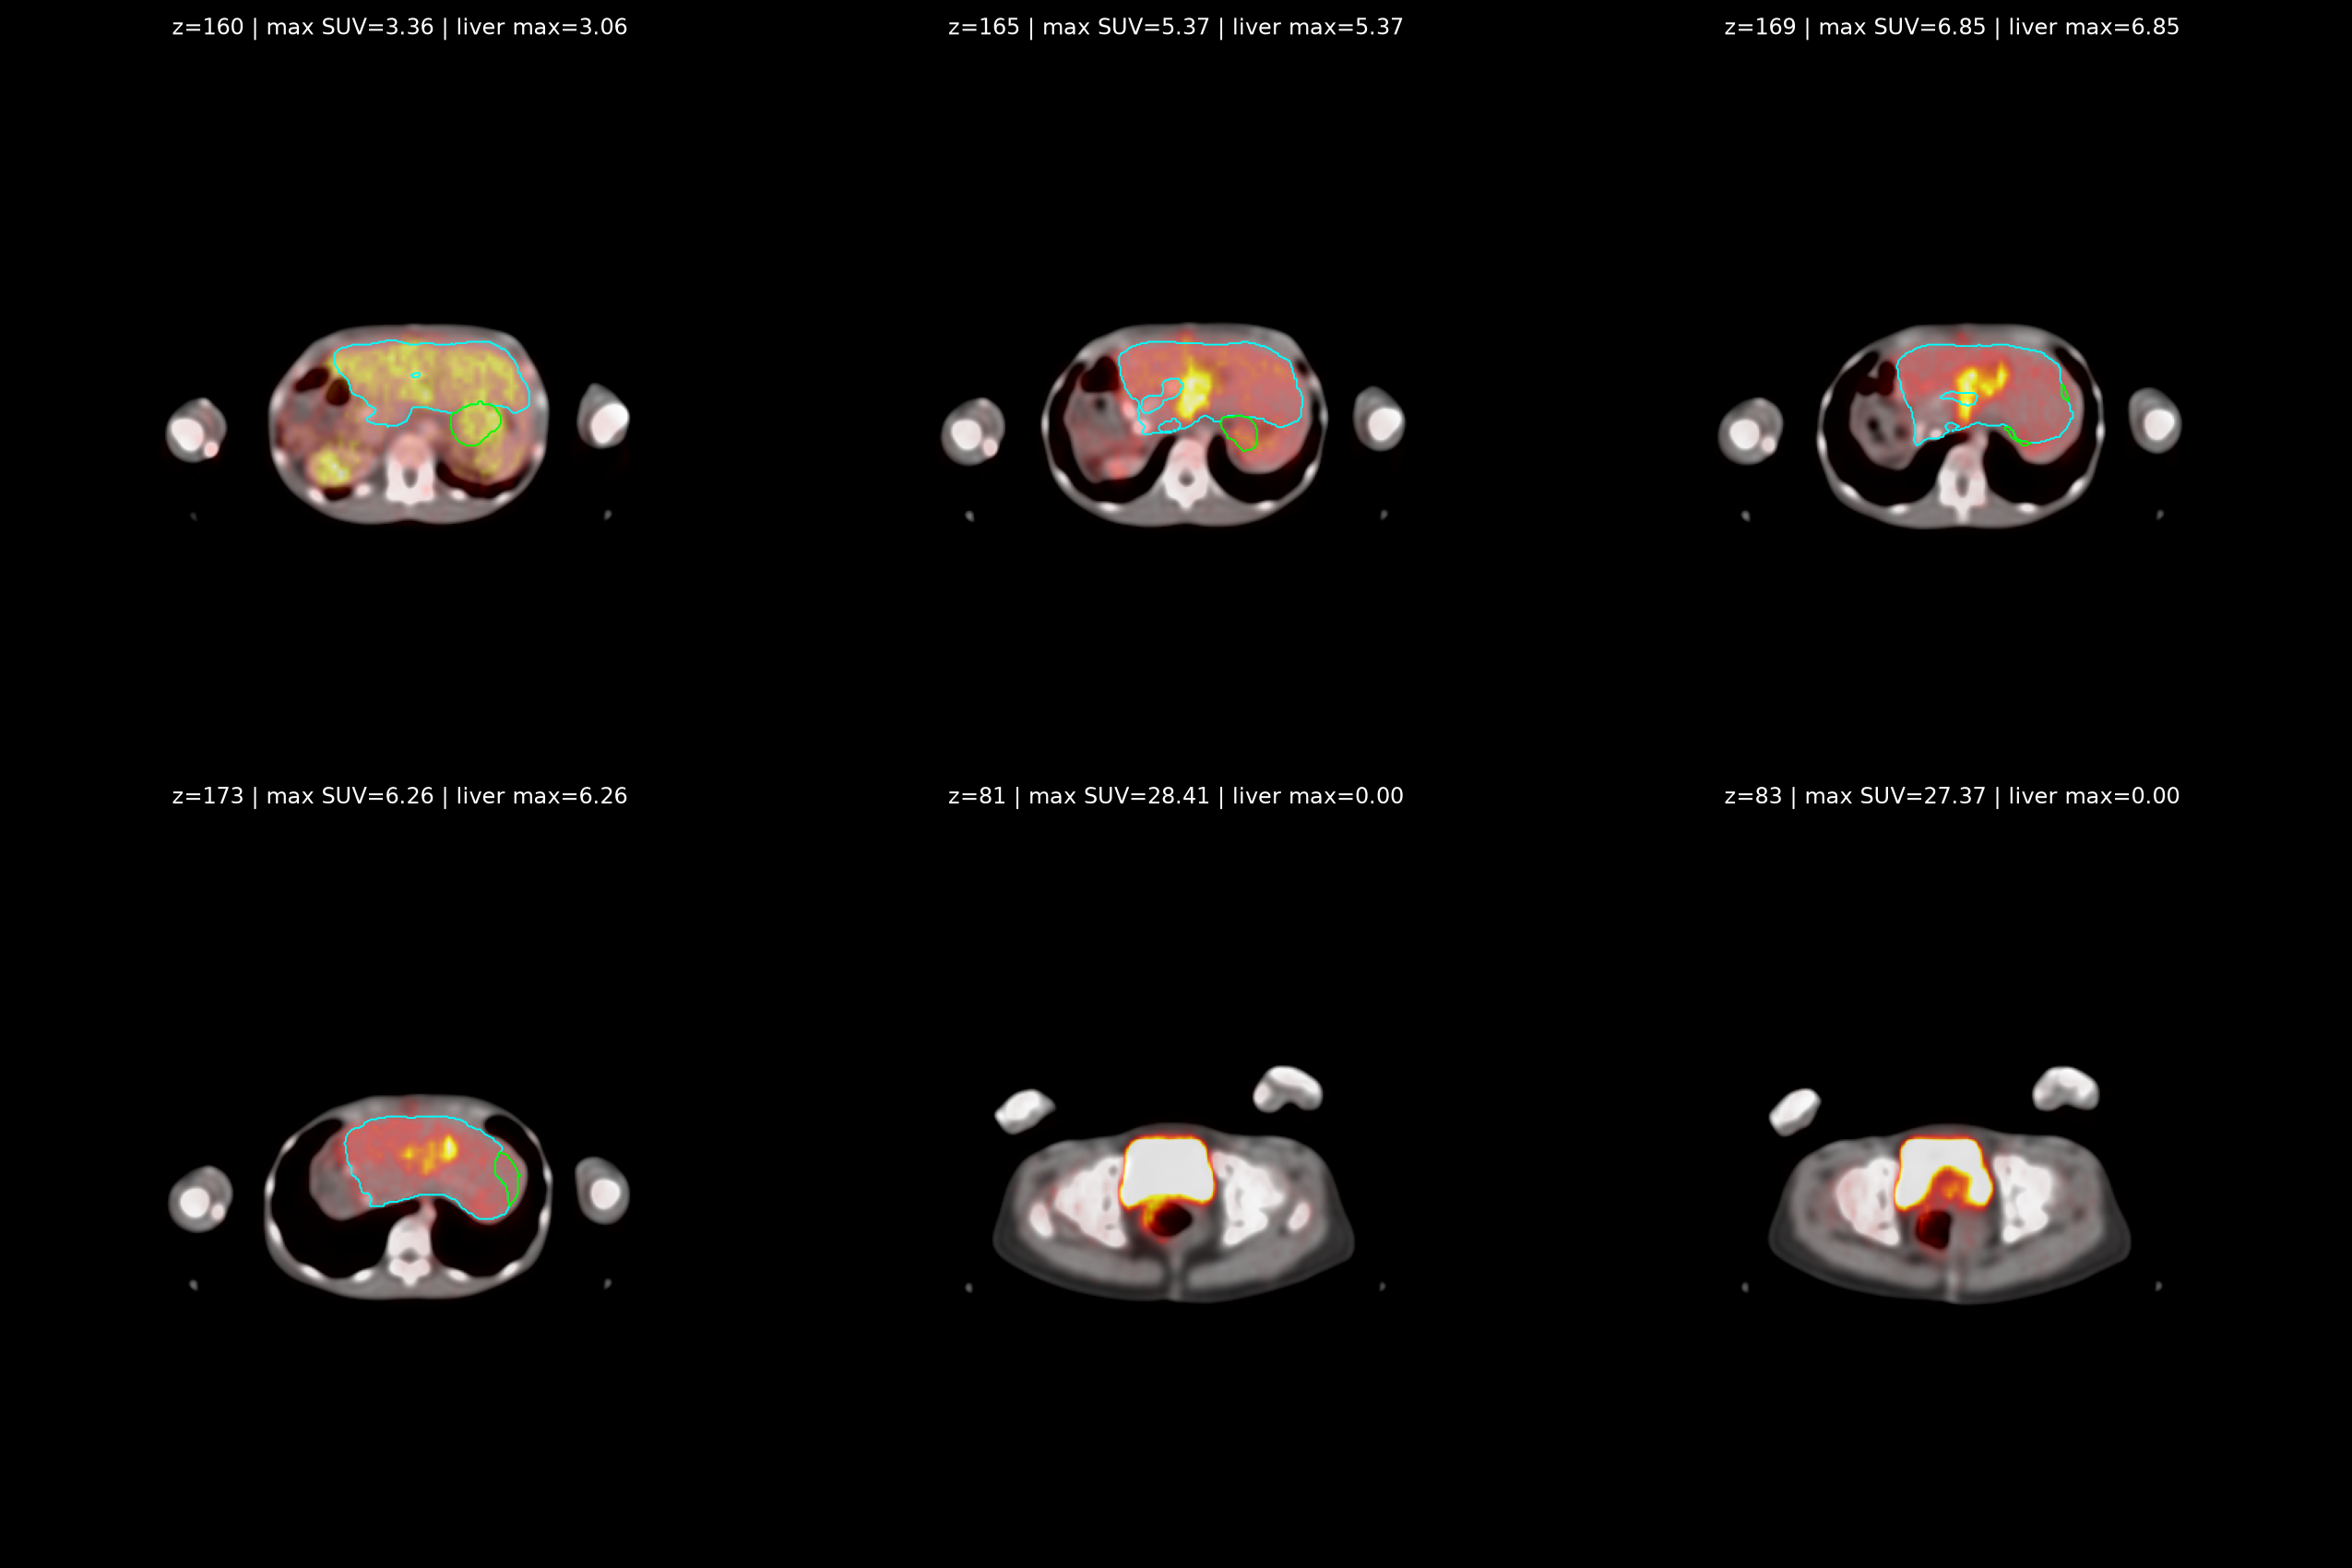 z=160 | max SUV=3.36 | liver max=3.06
z=165 | max SUV=5.37 | liver max=5.37
z=169 | max SUV=6.85 | liver max=6.85
z=173 | max SUV=6.26 | liver max=6.26
z=81 | max SUV=28.41 | liver max=0.00
z=83 | max SUV=27.37 | liver max=0.00